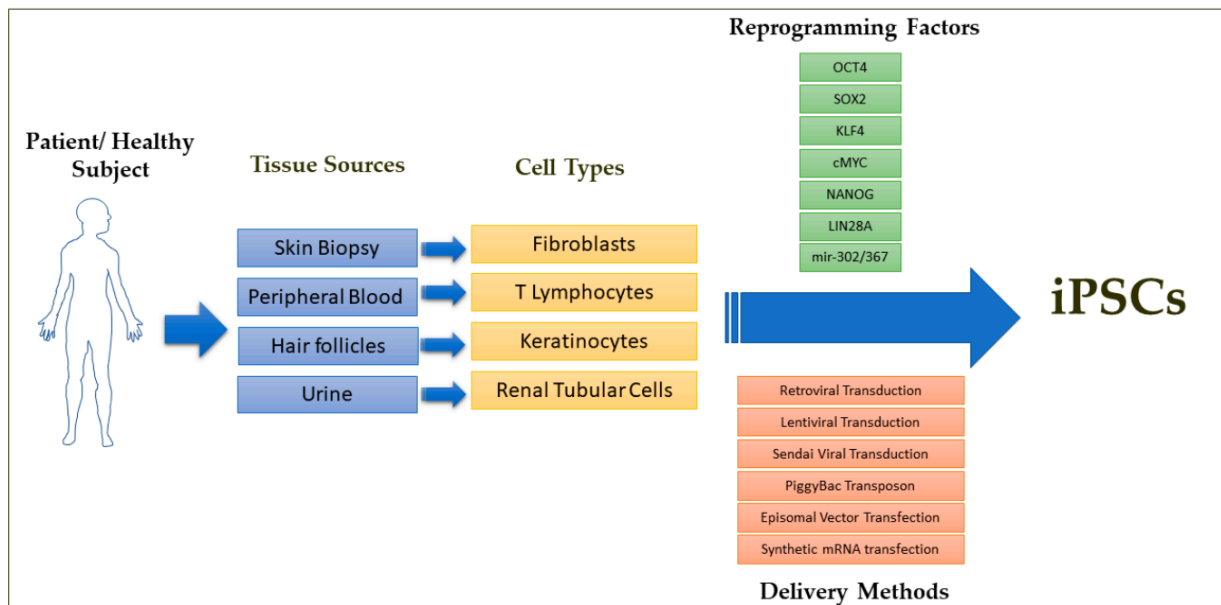 Patient/ Healthy
Subject
Tissue Sources
Skin Biopsy
Peripheral Blood
Hair follicles
Urine
Cell Types
Fibroblasts
T Lymphocytes
Keratinocytes
Renal Tubular Cells
Reprogramming Factors
OCT4
SOX2
KLF4
cMYC
NANOG
LIN28A
mir-302/367
iPSCs
Retroviral Transduction
Lentiviral Transduction
Sendai Viral Transduction
PiggyBac Transposon
Episomal Vector Transfection
Synthetic mRNA transfection
Delivery Methods